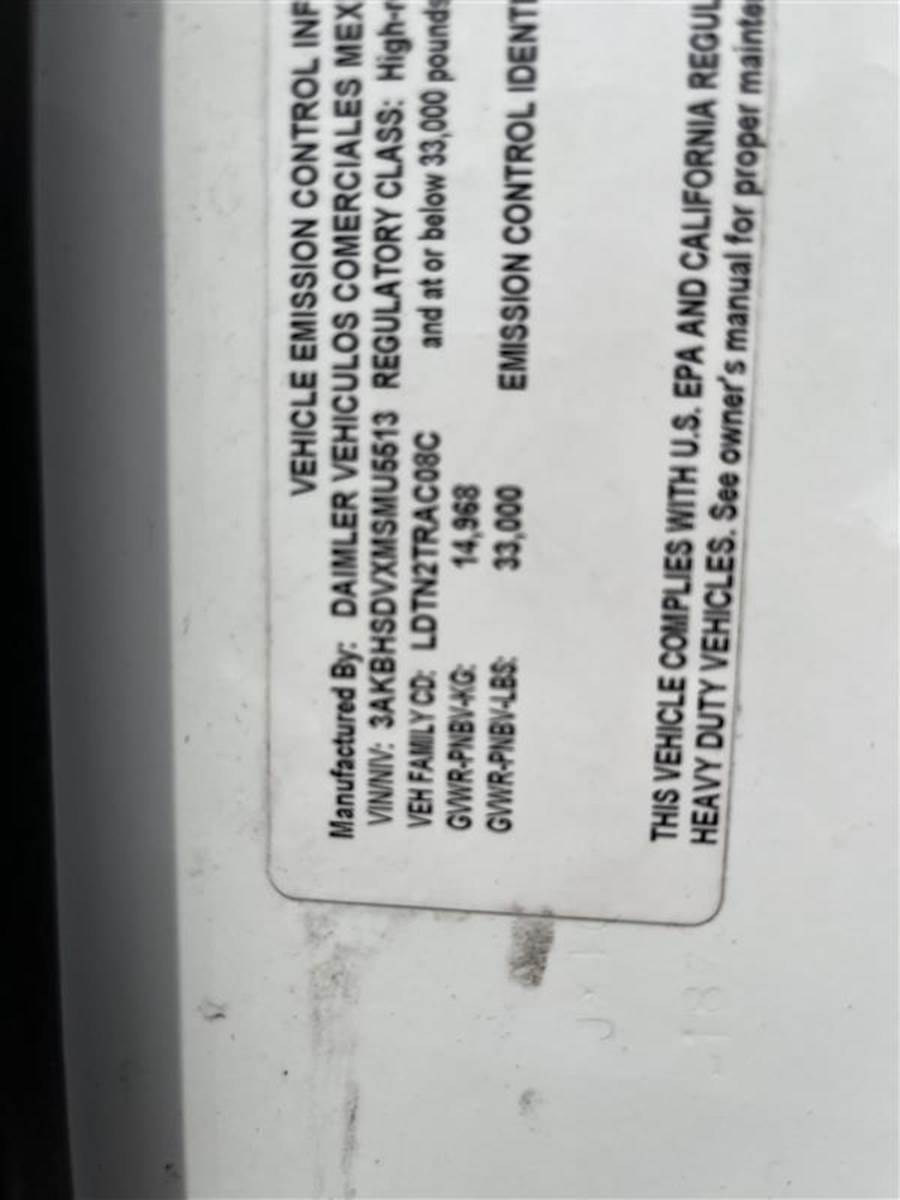 VEHICLE EMISSION CONTROL INF
Manufactured By: DAIMLER VEHICULOS COMERCIALES MEX
VIN/NIV: 3AKBHSDVXMSMU5513 REGULATORY CLASS: High-r
VEH FAMILY CD: LDTN2TRAC08C and at or below 33,000 pounds
GVWR-PNBV-KG: 14,968
GVWR-PNBV-LBS: 33,000 EMISSION CONTROL IDENT
THIS VEHICLE COMPLIES WITH U.S. EPA AND CALIFORNIA REGUL
HEAVY DUTY VEHICLES. See owner's manual for proper mainte